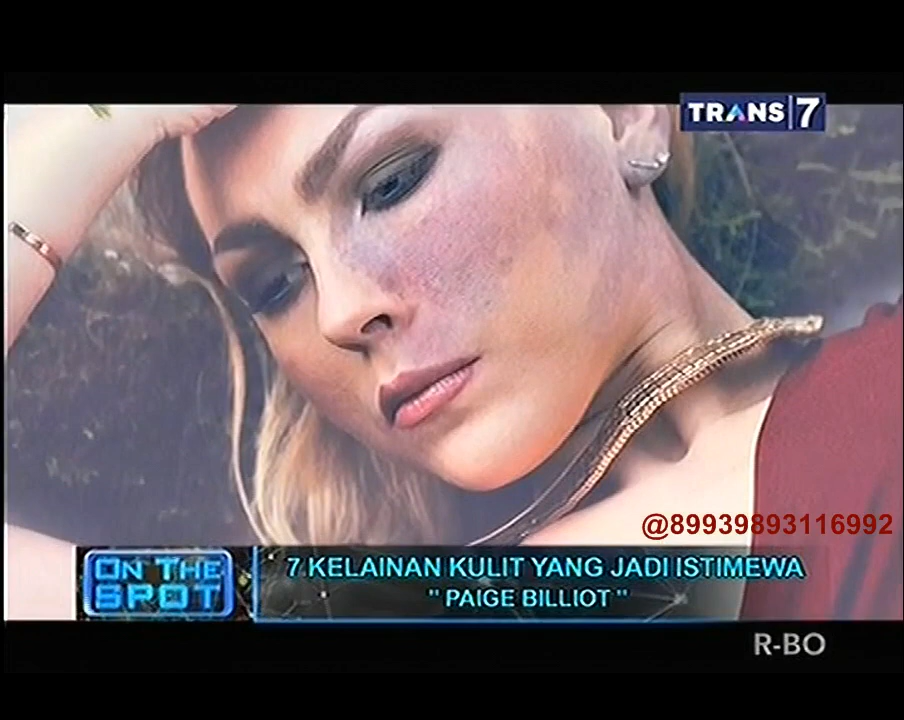 TRANS|7
@89939893116992
ON THE SPOT
7 KELAINAN KULIT YANG JADI ISTIMEWA
" PAIGE BILLIOT "
R-BO